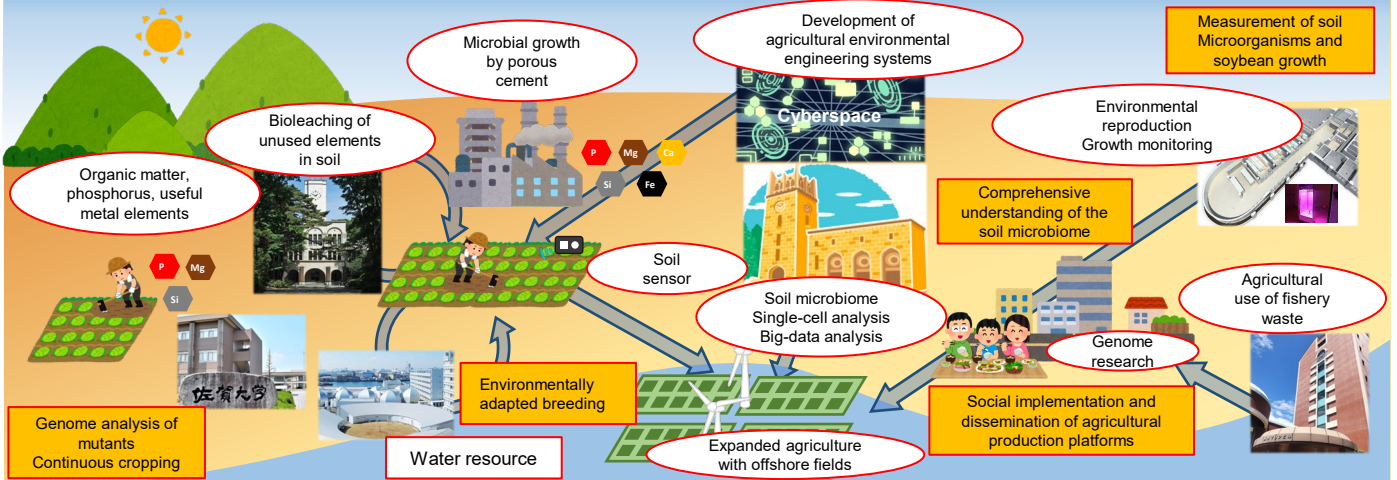 Microbial growth
by porous
cement
Development of
agricultural environmental
engineering systems
Measurement of soil
Microorganisms and
soybean growth
Bioleaching of
unused elements
in soil
Cyberspace
Environmental
reproduction
Growth monitoring
P
Mg
Ca
Si
Fe
Organic matter,
phosphorus, useful
metal elements
Comprehensive
understanding of the
soil microbiome
P
Mg
Si
Soil
sensor
Agricultural
use of fishery
waste
Soil microbiome
Single-cell analysis
Big-data analysis
Genome
research
佐賀大学
Environmentally
adapted breeding
Genome analysis of
mutants
Continuous cropping
Water resource
Expanded agriculture
with offshore fields
Social implementation and
dissemination of agricultural
production platforms